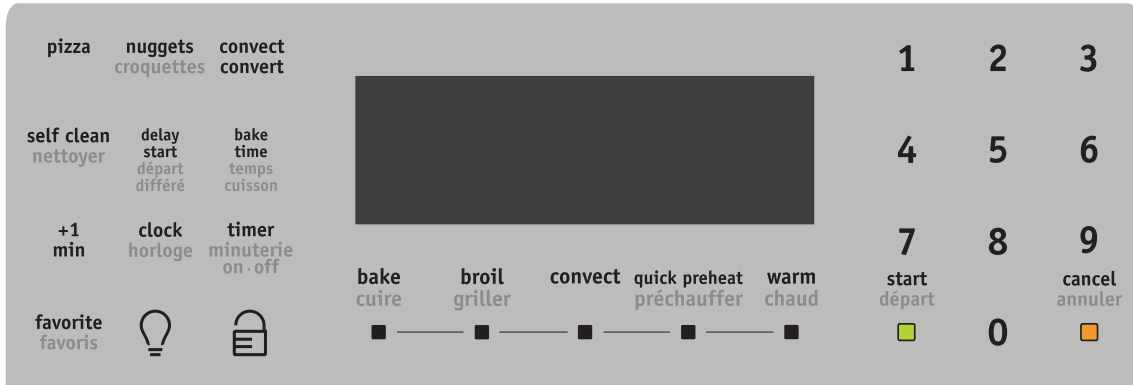 pizza
nuggets
croquettes
convect
convert
self clean
nettoyer
delay
start
départ
différé
bake
time
temps
cuisson
+1
min
clock
horloge
timer
minuterie
on · off
favorite
favoris
bake
cuire
broil
griller
convect
quick preheat
préchauffer
warm
chaud
1 2 3
4 5 6
7 8 9
start
départ
cancel
annuler
0